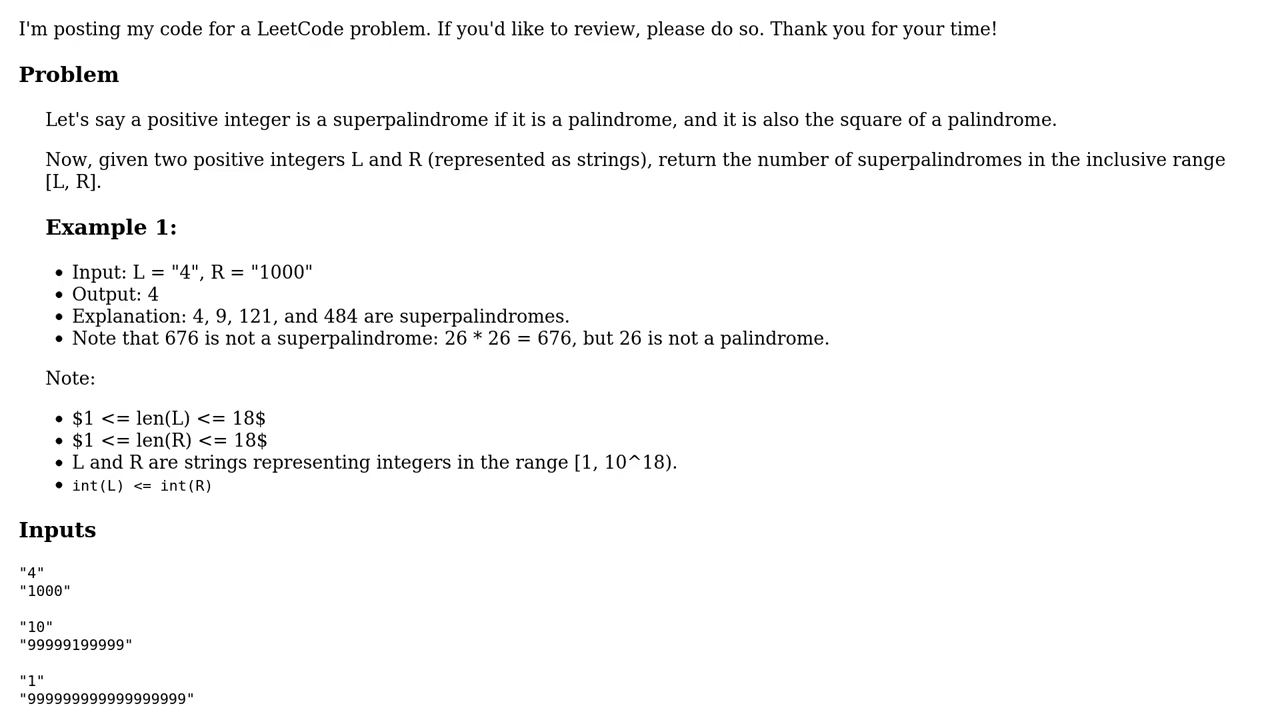 I'm posting my code for a LeetCode problem. If you'd like to review, please do so. Thank you for your time!
Problem
Let's say a positive integer is a superpalindrome if it is a palindrome, and it is also the square of a palindrome.
Now, given two positive integers L and R (represented as strings), return the number of superpalindromes in the inclusive range
[L, R].
Example 1:
• Input: L = "4", R = "1000"
• Output: 4
• Explanation: 4, 9, 121, and 484 are superpalindromes.
• Note that 676 is not a superpalindrome: 26 * 26 = 676, but 26 is not a palindrome.
Note:
• $1 <= len(L) <= 18$
• $1 <= len(R) <= 18$
• L and R are strings representing integers in the range [1, 10^18).
• int(L) <= int(R)
Inputs
"4"
"1000"
"10"
"99999199999"
"1"
"999999999999999999"